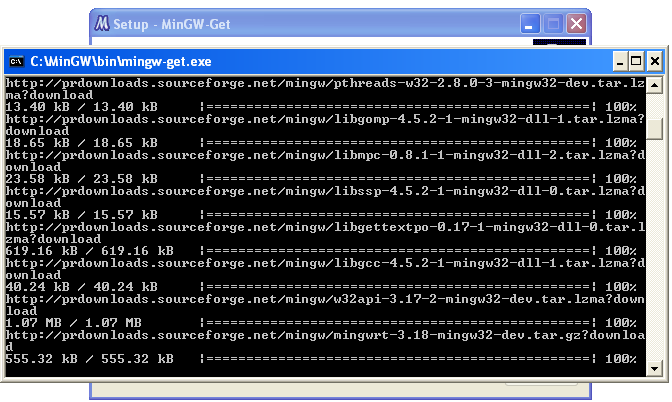 Setup - MinGW-Get
C:\MinGW\bin\mingw-get.exe
http://prdownloads.sourceforge.net/mingw/pthreads-w32-2.8.0-3-mingw32-dev.tar.lz
ma?download
13.40 kB / 13.40 kB    |================================================| 100%
http://prdownloads.sourceforge.net/mingw/libgomp-4.5.2-1-mingw32-dll-1.tar.lzma?
download
18.65 kB / 18.65 kB    |================================================| 100%
http://prdownloads.sourceforge.net/mingw/libmpc-0.8.1-1-mingw32-dll-2.tar.lzma?d
ownload
23.58 kB / 23.58 kB    |================================================| 100%
http://prdownloads.sourceforge.net/mingw/libssp-4.5.2-1-mingw32-dll-0.tar.lzma?d
ownload
15.57 kB / 15.57 kB    |================================================| 100%
http://prdownloads.sourceforge.net/mingw/libgettextpo-0.17-1-mingw32-dll-0.tar.l
zma?download
619.16 kB / 619.16 kB  |================================================| 100%
http://prdownloads.sourceforge.net/mingw/libgcc-4.5.2-1-mingw32-dll-1.tar.lzma?d
ownload
40.24 kB / 40.24 kB    |================================================| 100%
http://prdownloads.sourceforge.net/mingw/w32api-3.17-2-mingw32-dev.tar.lzma?down
load
1.07 MB / 1.07 MB      |================================================| 100%
http://prdownloads.sourceforge.net/mingw/mingwrt-3.18-mingw32-dev.tar.gz?downloa
d
555.32 kB / 555.32 kB  |================================================| 100%